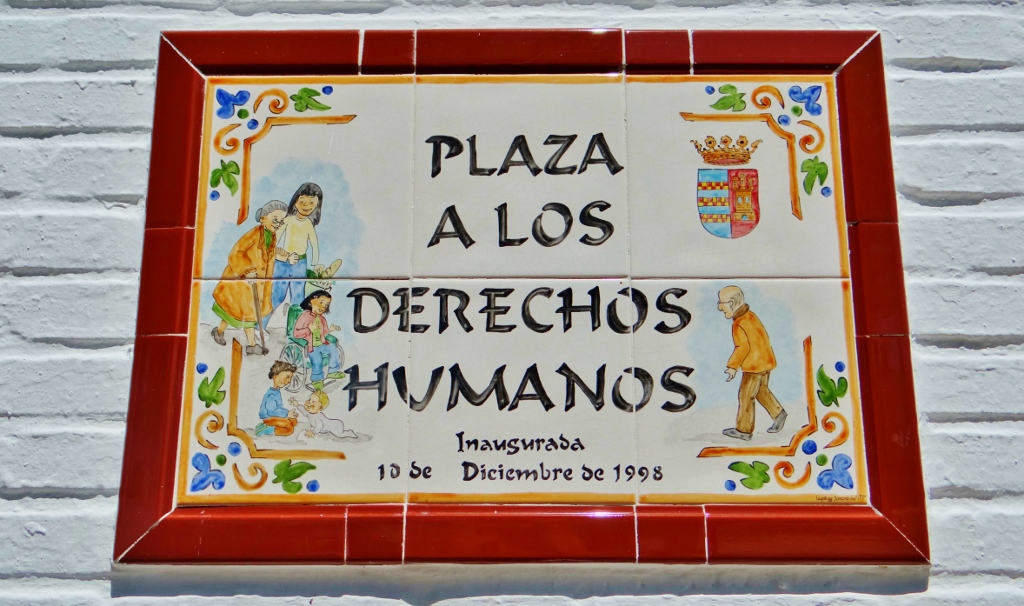 PLAZA
A LOS
DERECHOS
HUMANOS
Inaugurada
10 de Diciembre de 1998